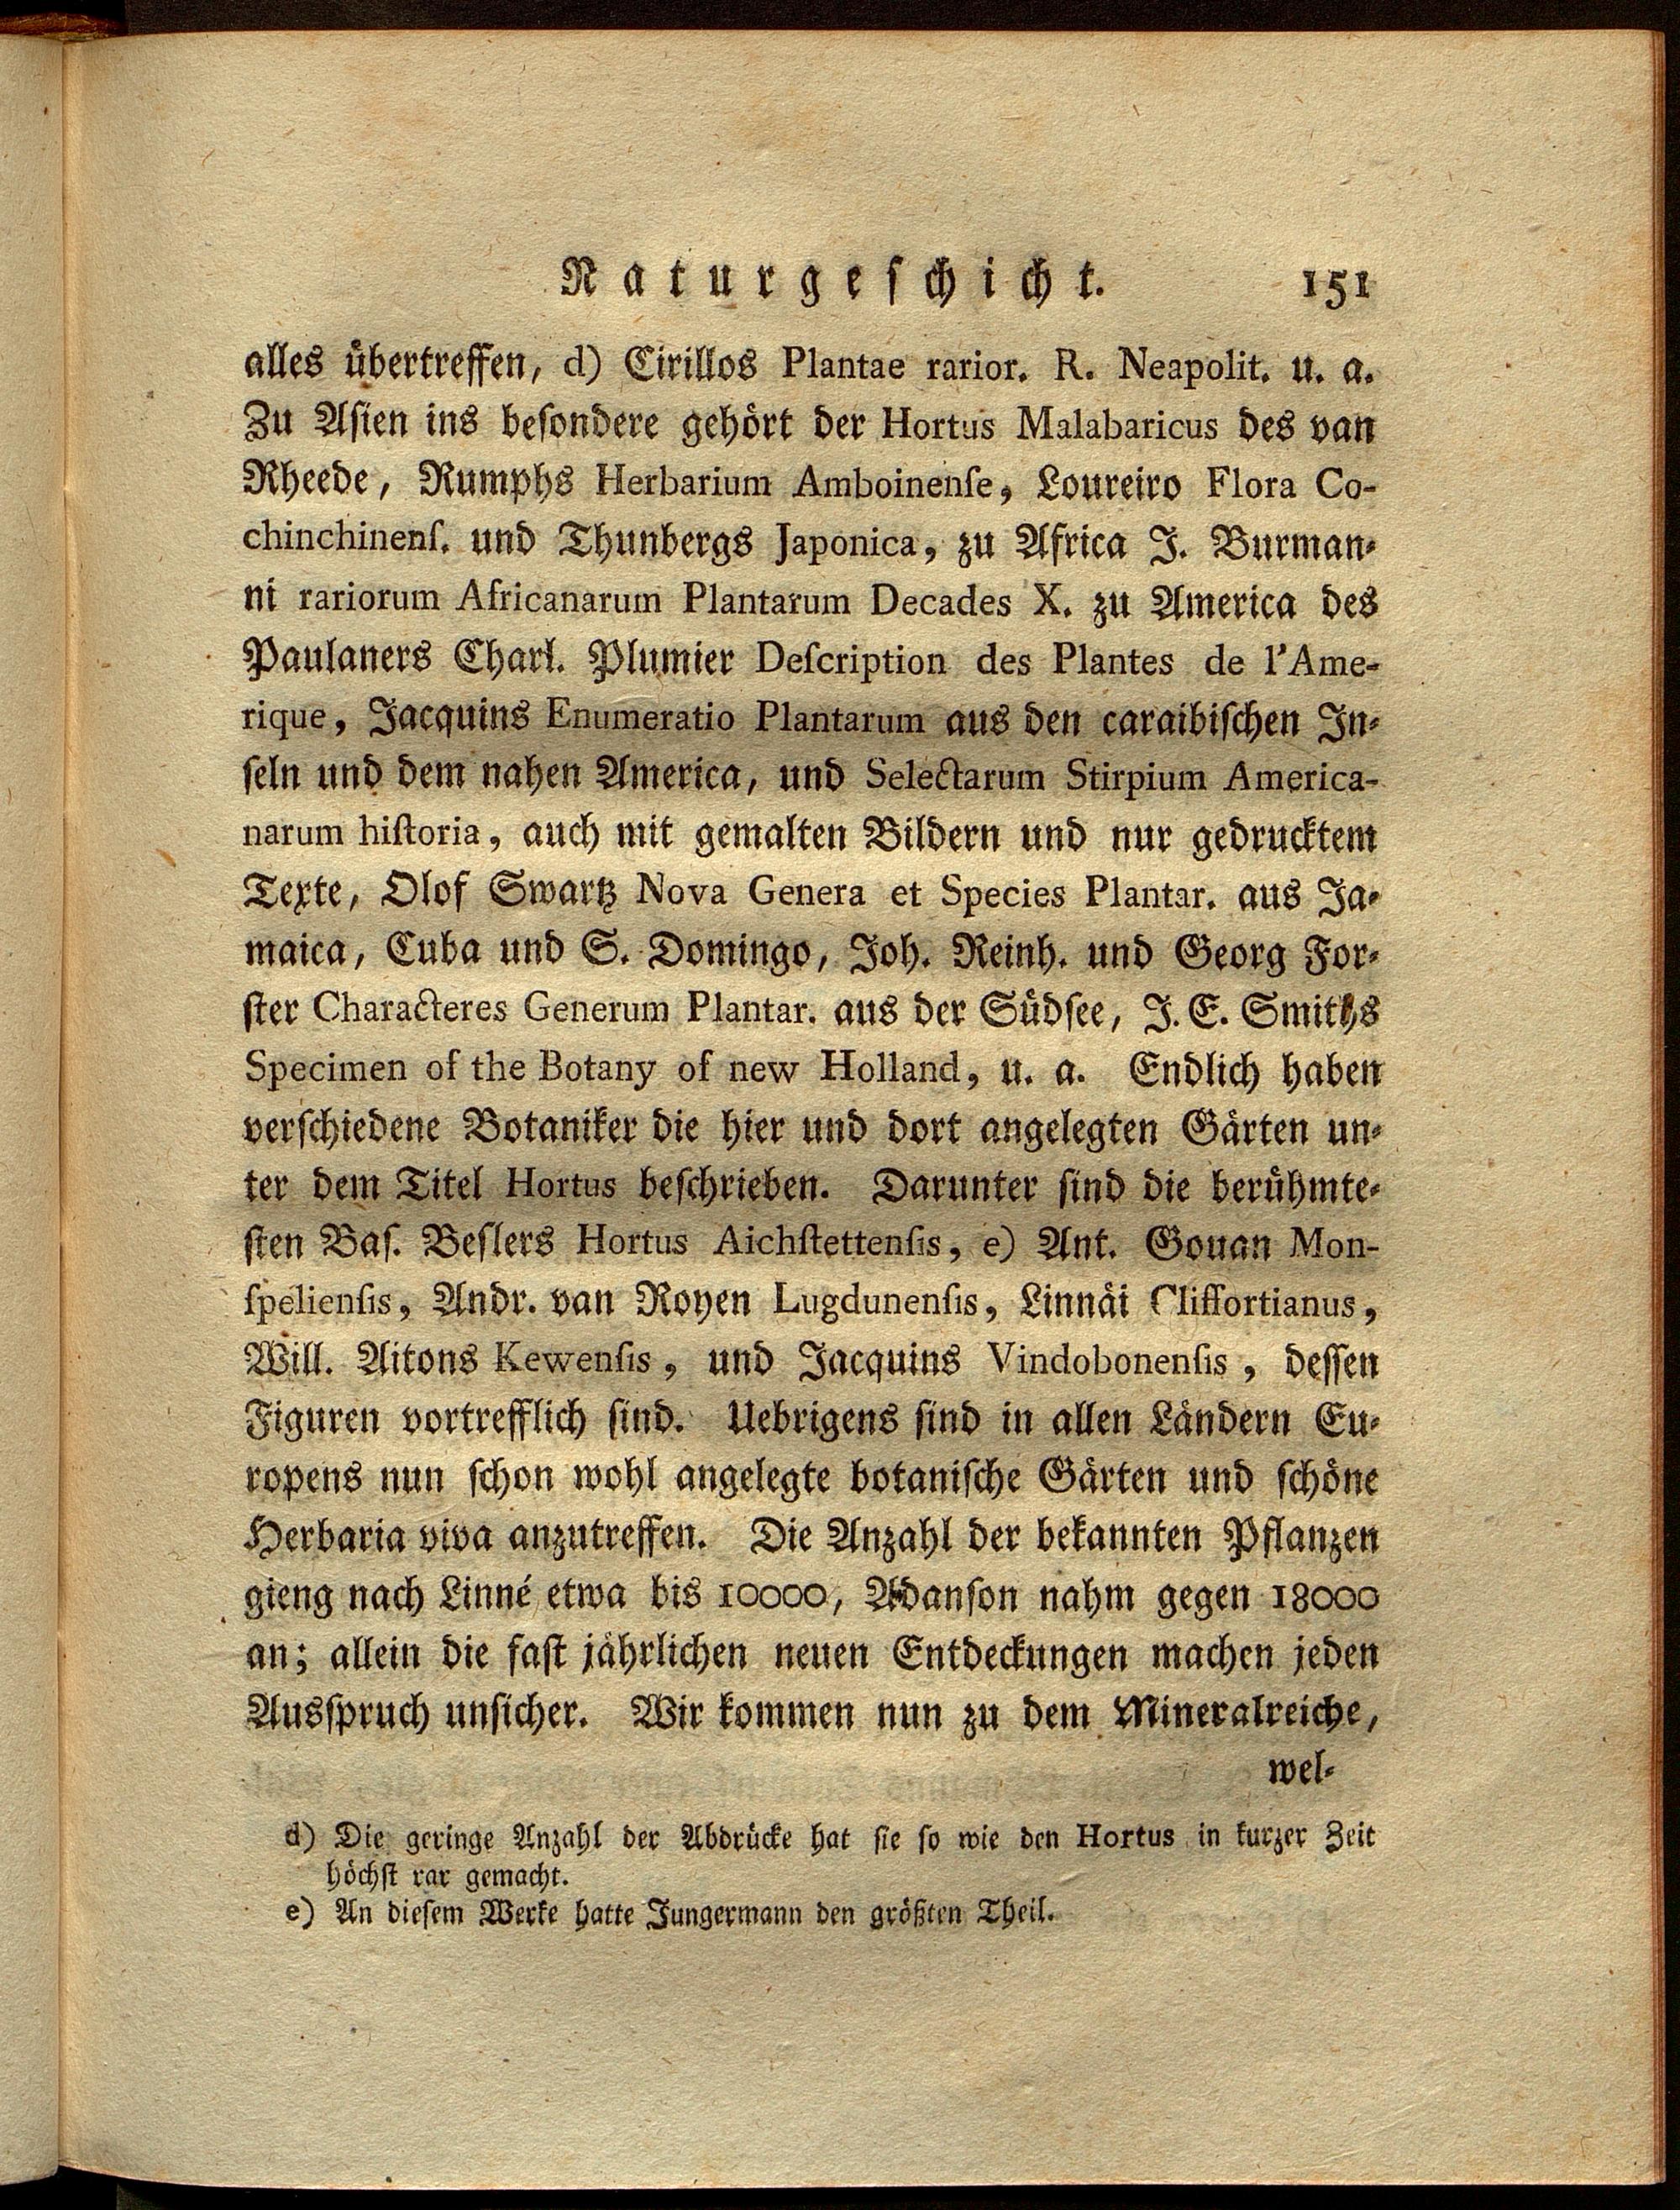 Naturgeschicht. 151
alles übertreffen, d) Cirillos Plantae rarior. R. Neapolit. u. a.
Zu Asien ins besondere gehört der Hortus Malabaricus des van
Rheede, Rumphs Herbarium Amboinenſe, Loureiro Flora Co-
chinchinenſ. und Thunbergs Japonica, zu Africa J. Burman-
ni rariorum Africanarum Plantarum Decades X. zu America des
Paulaners Charl. Plumier Deſcription des Plantes de l'Ame-
rique, Jacquins Enumeratio Plantarum aus den caraibiſchen In-
ſeln und dem nahen America, und Selectarum Stirpium America-
narum hiſtoria, auch mit gemalten Bildern und nur gedrucktem
Texte, Olof Swartz Nova Genera et Species Plantar. aus Ja-
maica, Cuba und S. Domingo, Joh. Reinh. und Georg For-
ſter Characteres Generum Plantar. aus der Südſee, J. E. Smiths
Specimen of the Botany of new Holland, u. a. Endlich haben
verſchiedene Botaniker die hier und dort angelegten Gärten un-
ter dem Titel Hortus beſchrieben. Darunter ſind die berühmte-
ſten Baſ. Beſlers Hortus Aichſtettenſis, e) Ant. Gouan Mon-
ſpelienſis, Andr. van Royen Lugdunenſis, Linnäi Cliffortianus,
Will. Aitons Kewenſis, und Jacquins Vindobonenſis, deſſen
Figuren vortrefflich ſind. Uebrigens ſind in allen Ländern Eu-
ropens nun ſchon wohl angelegte botaniſche Gärten und ſchöne
Herbaria viva anzutreffen. Die Anzahl der bekannten Pflanzen
gieng nach Linné etwa bis 10000, Adanſon nahm gegen 18000
an; allein die faſt jährlichen neuen Entdeckungen machen jeden
Ausſpruch unſicher. Wir kommen nun zu dem Mineralreiche,
wel-
d) Die geringe Anzahl der Abdrücke hat ſie ſo wie den Hortus in kurzer Zeit
höchſt rar gemacht.
e) An dieſem Werke hatte Jungermann den größten Theil.